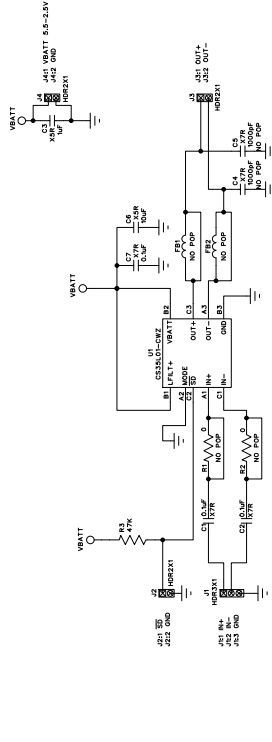 J4:1 VBATT 5.5-2.5V
J4:2 GND
J4
HDR2X1
VBATT
C3
X5R
1uF
J3:1 OUT+
J3:2 OUT-
J3
HDR2X1
C5
X7R
1000pF
NO POP
C4
X7R
1000pF
NO POP
FB1
NO POP
FB2
NO POP
C6
X5R
10uF
C7
X7R
0.1uF
VBATT
B2
C3
A3
B3
VBATT
OUT+
OUT-
GND
U1
CS35L01-CWZ
LFILT+
MODE
SD
IN+
IN-
B1
A2
C2
A1
C1
R1
0
NO POP
R2
0
NO POP
C1
0.1uF
X7R
C2
0.1uF
X7R
VBATT
R3
47K
J2
HDR2X1
J2:1 SD
J2:2 GND
J1
HDR3X1
J1:1 IN+
J1:2 IN-
J1:3 GND